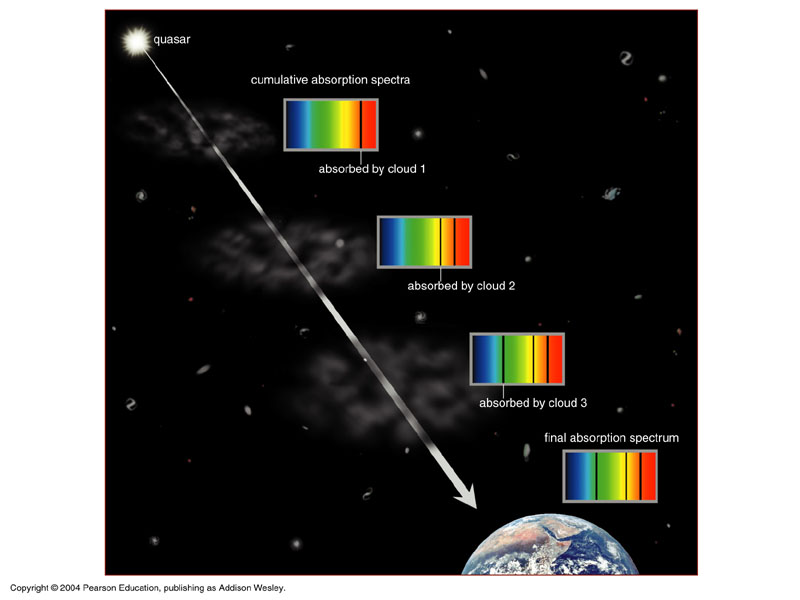 quasar
cumulative absorption spectra
absorbed by cloud 1
absorbed by cloud 2
absorbed by cloud 3
final absorption spectrum
Copyright © 2004 Pearson Education, publishing as Addison Wesley.